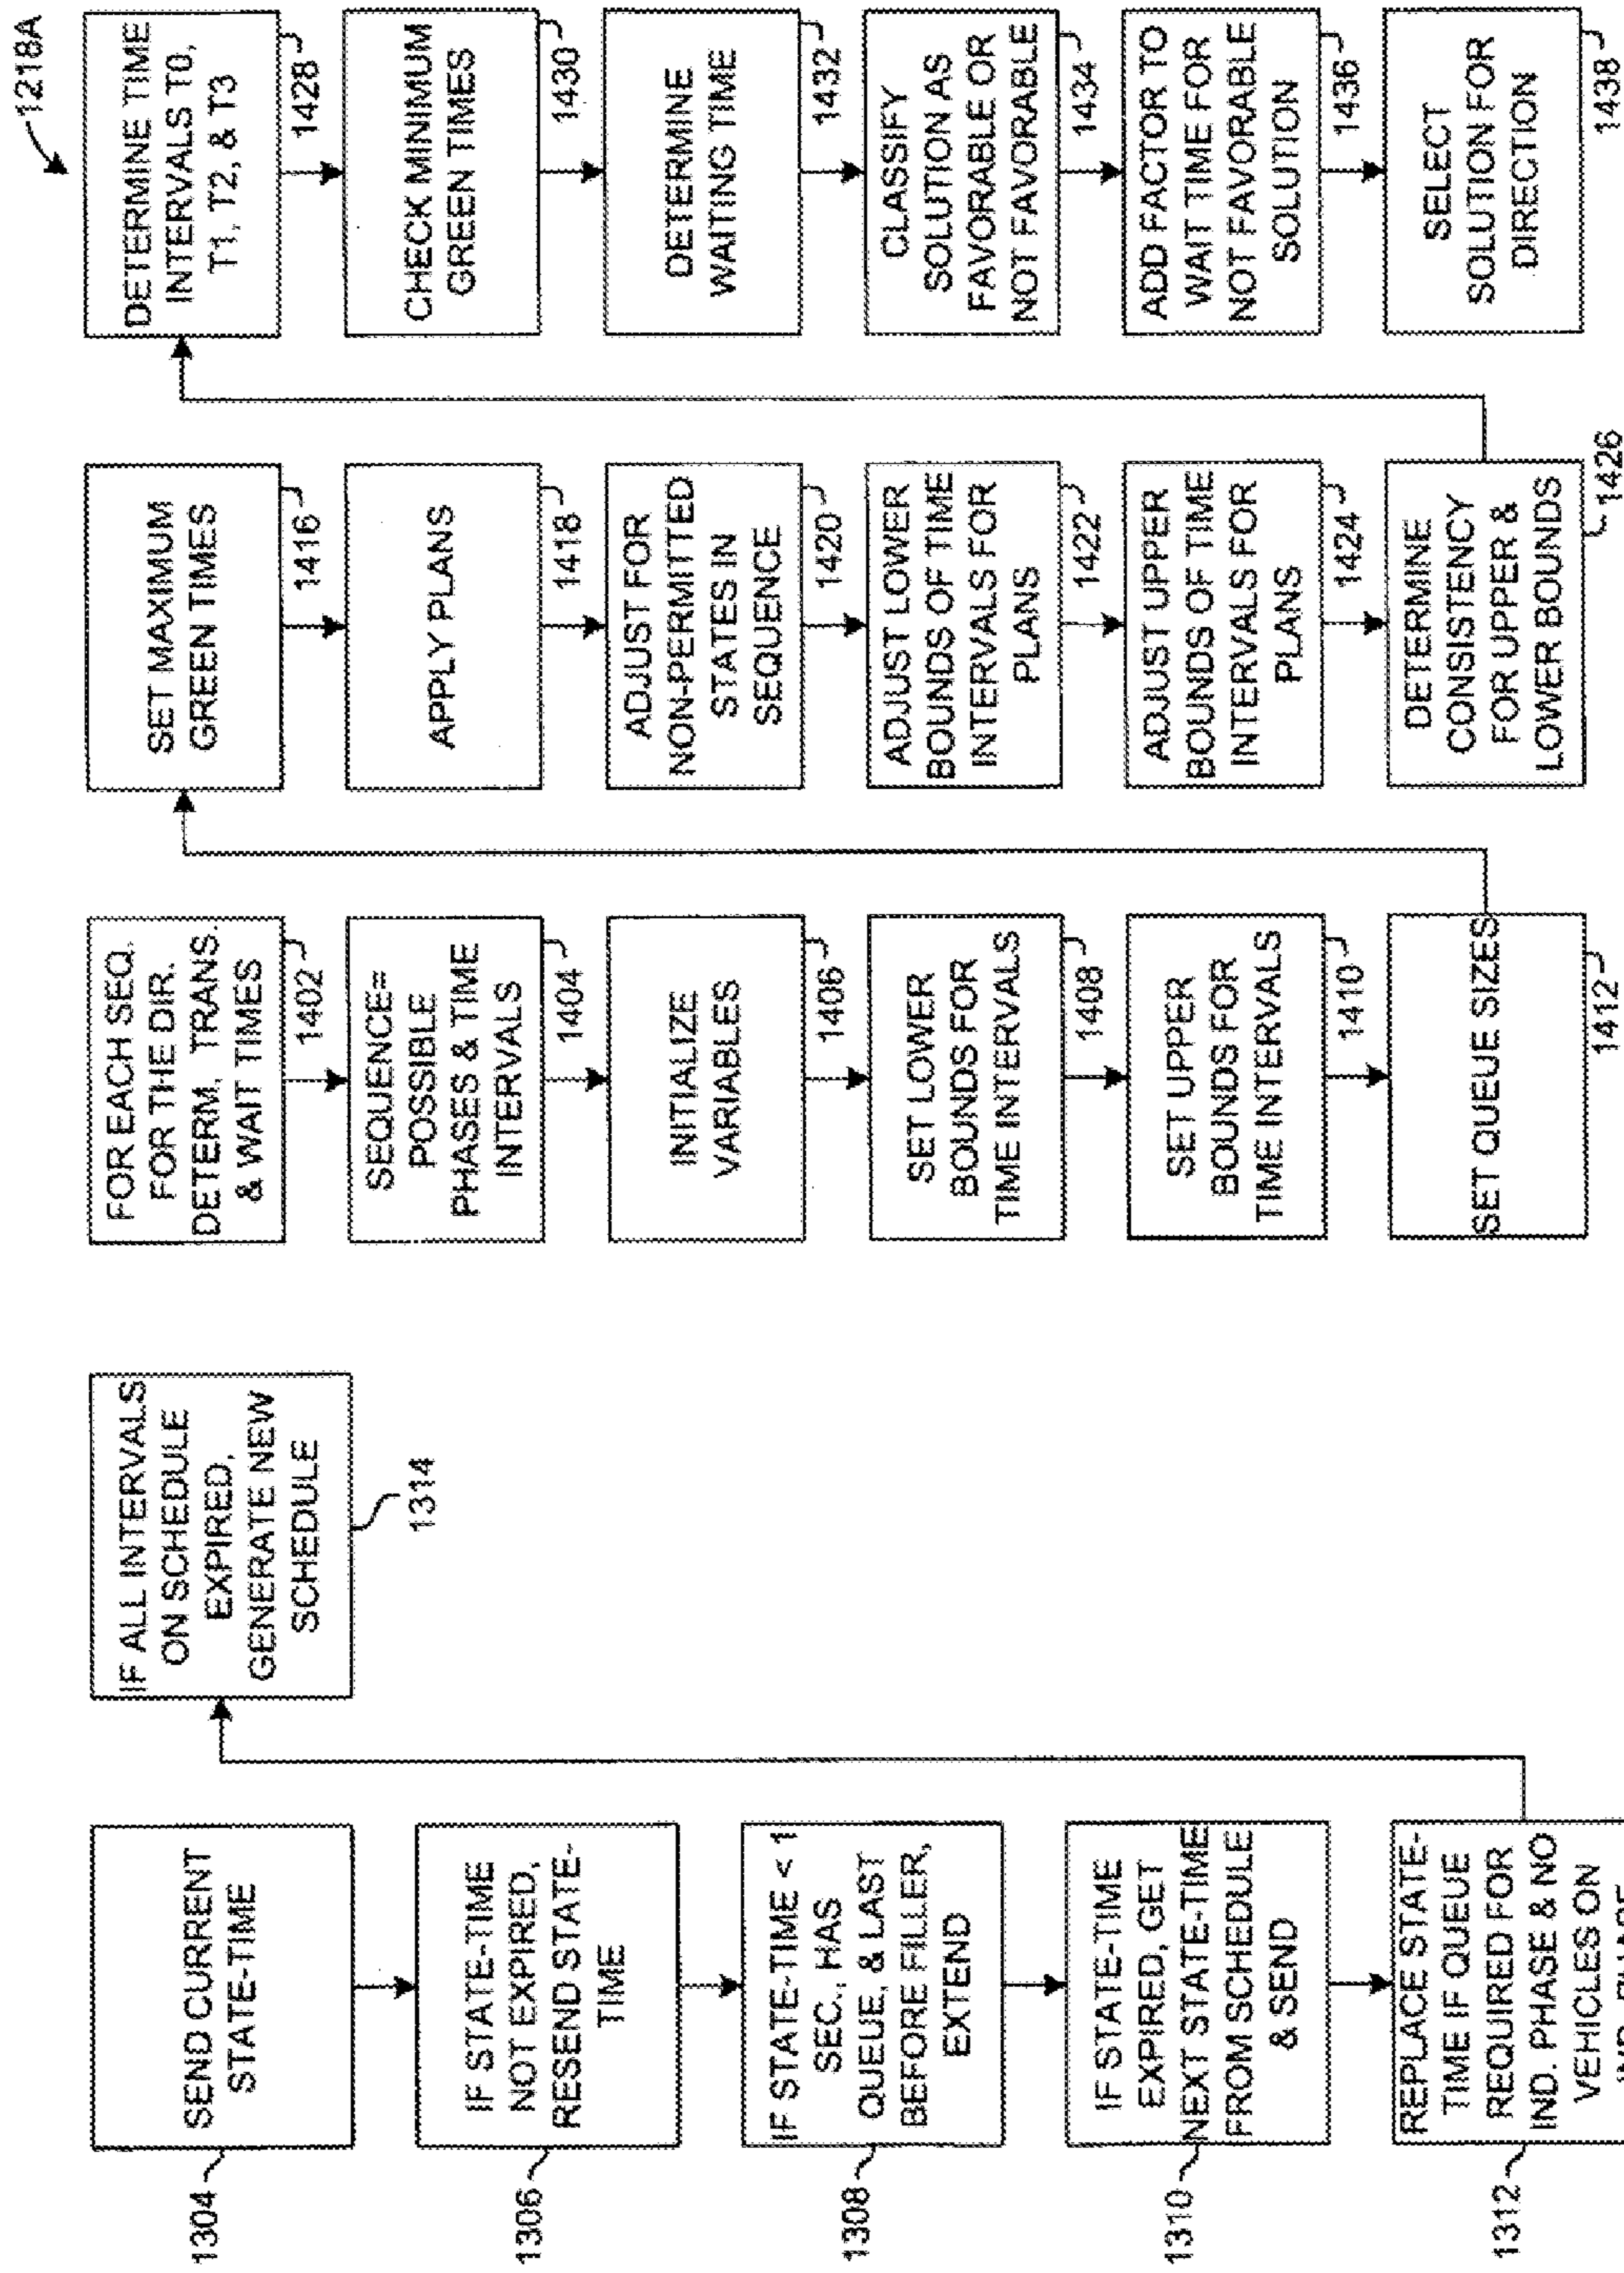 1304
SEND CURRENT
STATE-TIME
1306
IF STATE-TIME
NOT EXPIRED,
RESEND STATE-
TIME
1308
IF STATE-TIME < 1
SEC., HAS
QUEUE, & LAST
BEFORE FILLER,
EXTEND
1310
IF STATE-TIME
EXPIRED, GET
NEXT STATE-TIME
FROM SCHEDULE
& SEND
1312
REPLACE STATE-
TIME IF QUEUE
REQUIRED FOR
IND. PHASE & NO
VEHICLES ON
IF ALL INTERVALS
ON SCHEDULE
EXPIRED,
GENERATE NEW
SCHEDULE
1314
FOR EACH SEQ.
FOR THE DIR.
DETERM. TRANS.
& WAIT TIMES
1402
SEQUENCE=
POSSIBLE
PHASES & TIME
INTERVALS
1404
INITIALIZE
VARIABLES
1406
SET LOWER
BOUNDS FOR
TIME INTERVALS
1408
SET UPPER
BOUNDS FOR
TIME INTERVALS
1410
SET QUEUE SIZES
1412
SET MAXIMUM
GREEN TIMES
1416
APPLY PLANS
1418
ADJUST FOR
NON-PERMITTED
STATES IN
SEQUENCE
1420
ADJUST LOWER
BOUNDS OF TIME
INTERVALS FOR
PLANS
1422
ADJUST UPPER
BOUNDS OF TIME
INTERVALS FOR
PLANS
1424
DETERMINE
CONSISTENCY
FOR UPPER &
LOWER BOUNDS
1426
1218A
DETERMINE TIME
INTERVALS T0,
T1, T2, & T3
1428
CHECK MINIMUM
GREEN TIMES
1430
DETERMINE
WAITING TIME
1432
CLASSIFY
SOLUTION AS
FAVORABLE OR
NOT FAVORABLE
1434
ADD FACTOR TO
WAIT TIME FOR
NOT FAVORABLE
SOLUTION
1436
SELECT
SOLUTION FOR
DIRECTION
1438